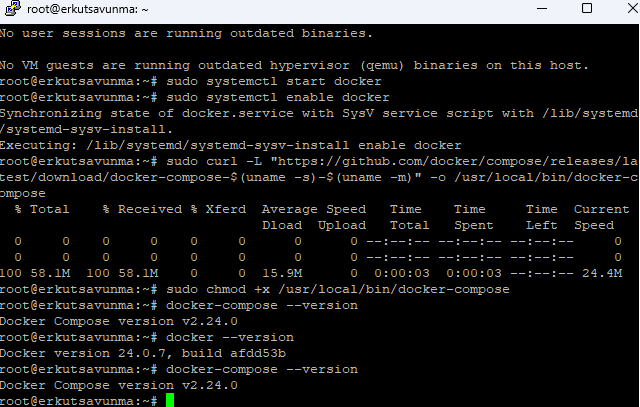 root@erkutsavunma: ~
No user sessions are running outdated binaries.
No VM guests are running outdated hypervisor (qemu) binaries on this host.
root@erkutsavunma:~# sudo systemctl start docker
root@erkutsavunma:~# sudo systemctl enable docker
Synchronizing state of docker.service with SysV service script with /lib/systemd
/systemd-sysv-install.
Executing: /lib/systemd/systemd-sysv-install enable docker
root@erkutsavunma:~# sudo curl -L "https://github.com/docker/compose/releases/la
test/download/docker-compose-$(uname -s)-$(uname -m)" -o /usr/local/bin/docker-c
ompose
  % Total    % Received % Xferd  Average Speed   Time    Time     Time  Current
                                 Dload  Upload   Total   Spent    Left  Speed
  0     0    0     0    0     0      0      0 --:--:-- --:--:-- --:--:--     0
  0     0    0     0    0     0      0      0 --:--:-- --:--:-- --:--:--     0
100 58.1M  100 58.1M    0     0  15.9M      0  0:00:03  0:00:03 --:--:-- 24.4M
root@erkutsavunma:~# sudo chmod +x /usr/local/bin/docker-compose
root@erkutsavunma:~# docker-compose --version
Docker Compose version v2.24.0
root@erkutsavunma:~# docker --version
Docker version 24.0.7, build afdd53b
root@erkutsavunma:~# docker-compose --version
Docker Compose version v2.24.0
root@erkutsavunma:~#